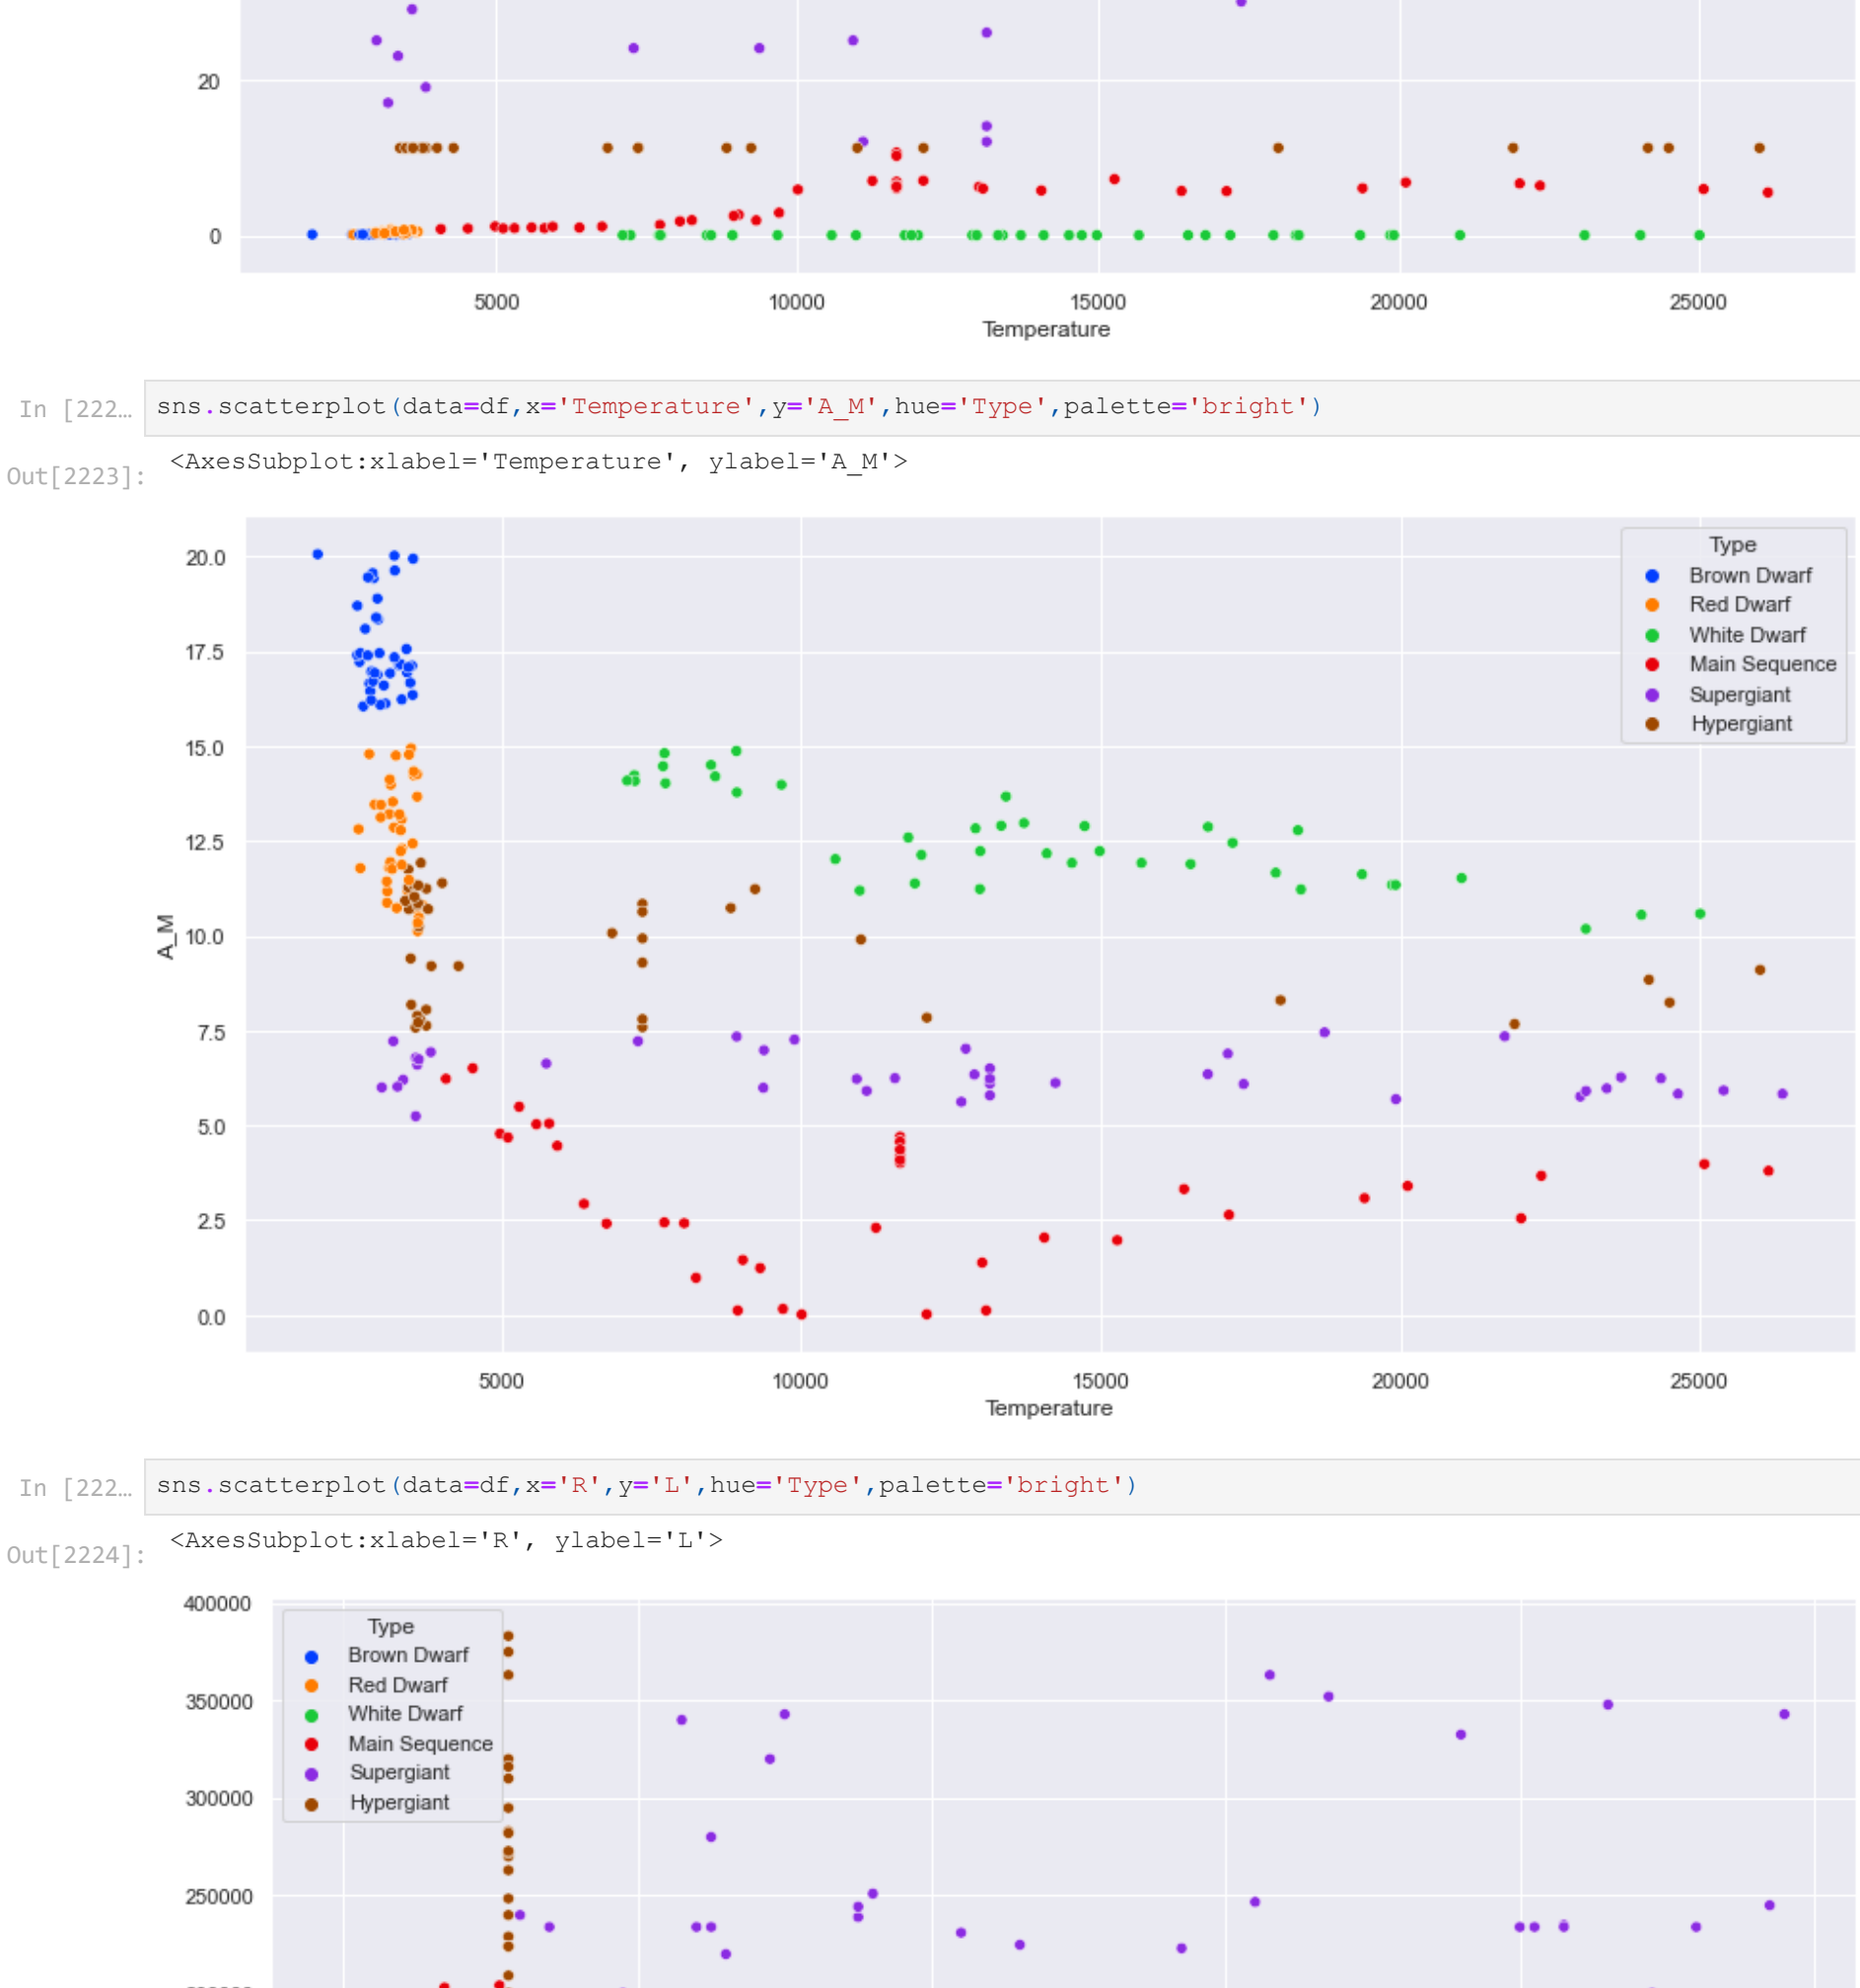 20
0
5000 10000 15000 20000 25000
Temperature
In [222… sns.scatterplot(data=df,x='Temperature',y='A_M',hue='Type',palette='bright')
Out[2223]: <AxesSubplot:xlabel='Temperature', ylabel='A_M'>
Type
Brown Dwarf
Red Dwarf
White Dwarf
Main Sequence
Supergiant
Hypergiant
20.0
17.5
15.0
12.5
10.0
7.5
5.0
2.5
0.0
A_M
5000 10000 15000 20000 25000
Temperature
In [222… sns.scatterplot(data=df,x='R',y='L',hue='Type',palette='bright')
Out[2224]: <AxesSubplot:xlabel='R', ylabel='L'>
400000
350000
300000
250000
Type
Brown Dwarf
Red Dwarf
White Dwarf
Main Sequence
Supergiant
Hypergiant